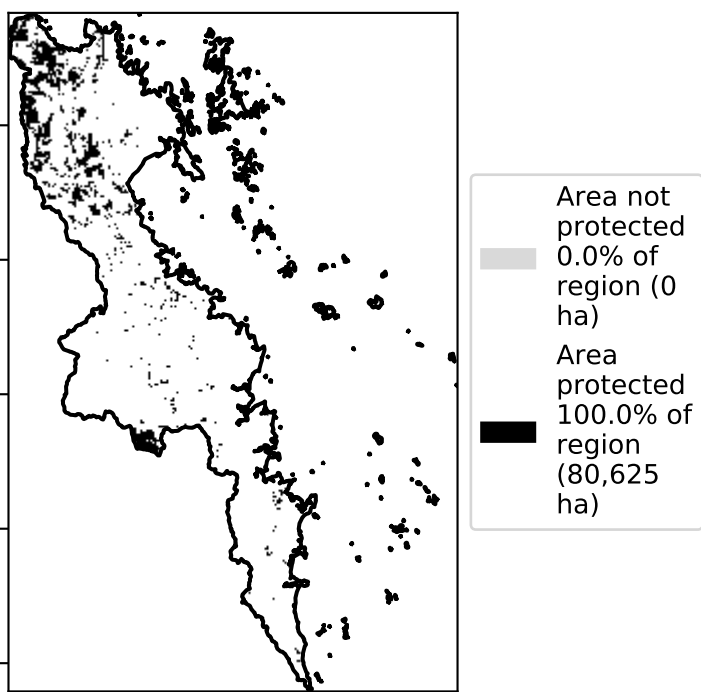 Area not
protected
0.0% of
region (0
ha)
Area
protected
100.0% of
region
(80,625
ha)